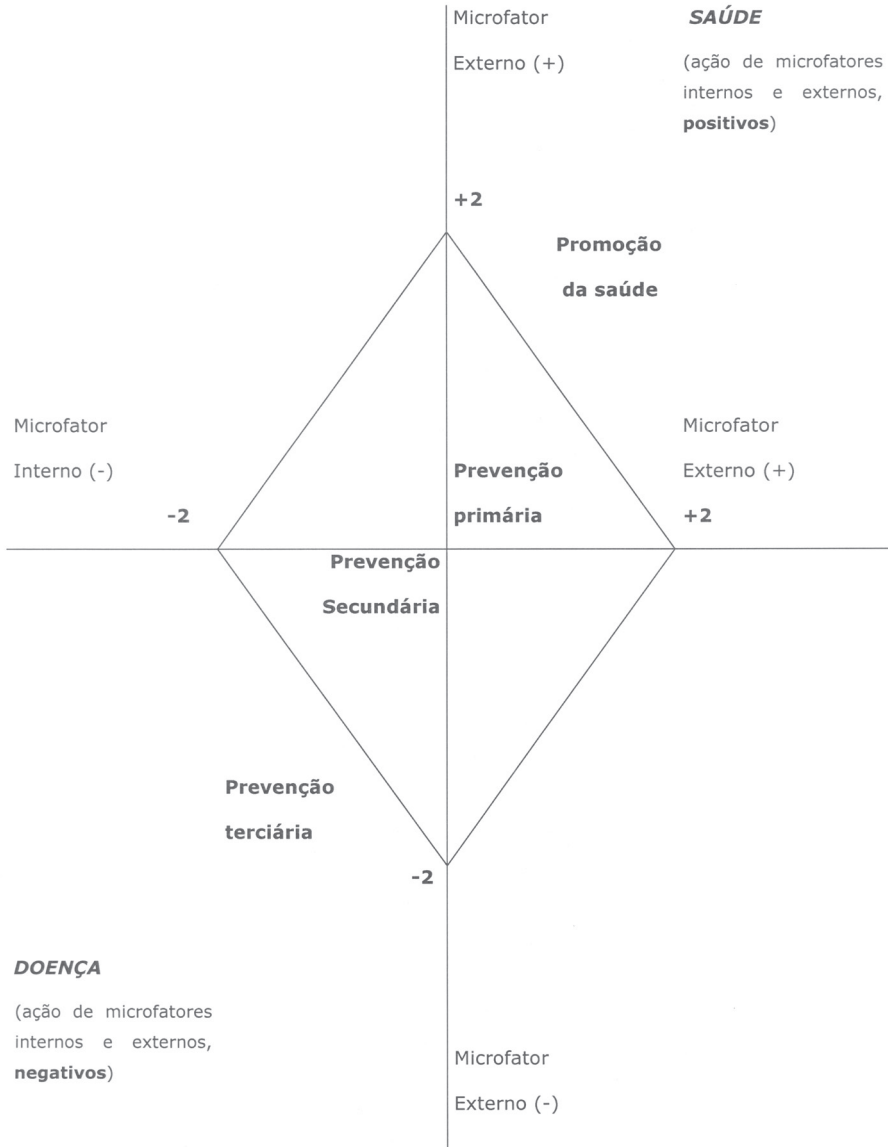 Microfator
Externo (+)
SAÚDE
(ação de microfatores
internos e externos,
positivos)
+2
Promoção
da saúde
Microfator
Interno (-)
-2
Prevenção
primária
Microfator
Externo (+)
+2
Prevenção
Secundária
Prevenção
terciária
-2
DOENÇA
(ação de microfatores
internos e externos,
negativos)
Microfator
Externo (-)